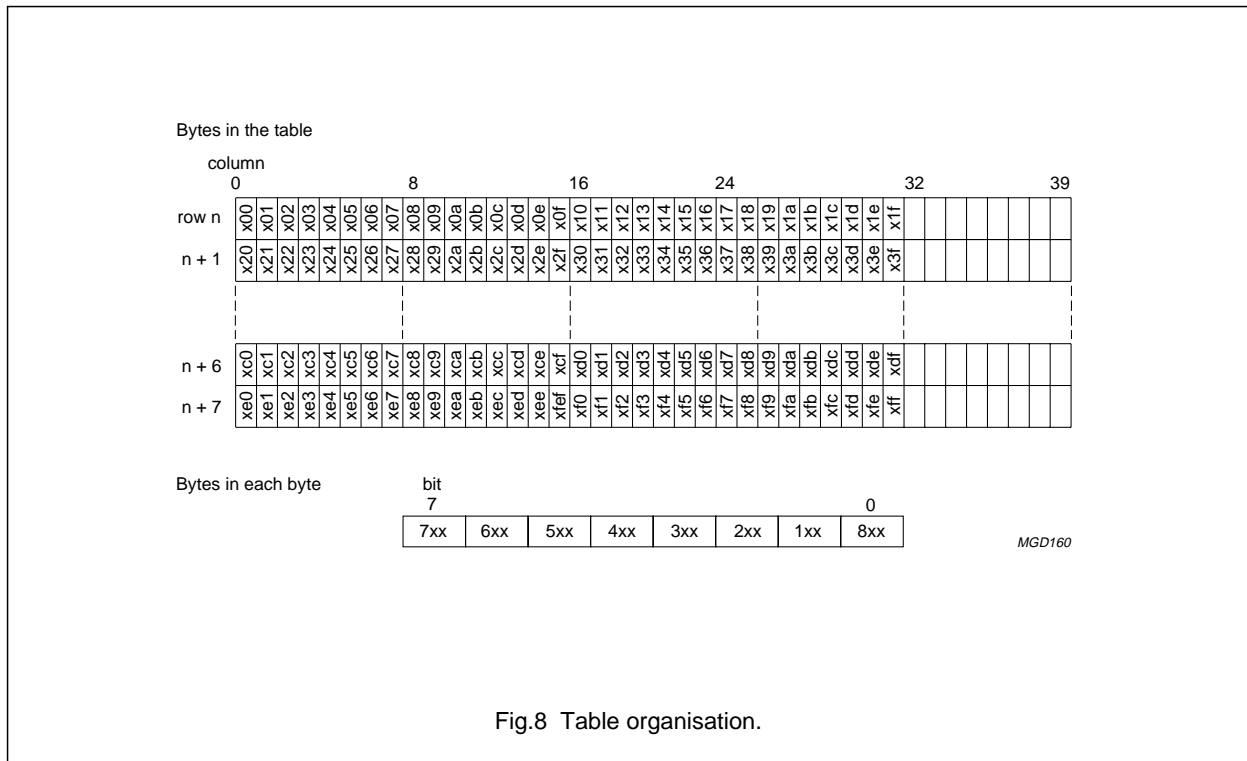 Bytes in the table
column
0 8 16 24 32 39
row n x00 x01 x02 x03 x04 x05 x06 x07 x08 x09 x0a x0b x0c x0d x0e x0f x10 x11 x12 x13 x14 x15 x16 x17 x18 x19 x1a x1b x1c x1d x1e x1f
n + 1 x20 x21 x22 x23 x24 x25 x26 x27 x28 x29 x2a x2b x2c x2d x2e x2f x30 x31 x32 x33 x34 x35 x36 x37 x38 x39 x3a x3b x3c x3d x3e x3f
n + 6 xc0 xc1 xc2 xc3 xc4 xc5 xc6 xc7 xc8 xc9 xca xcb xcc xcd xce xcf xd0 xd1 xd2 xd3 xd4 xd5 xd6 xd7 xd8 xd9 xda xdb xdc xdd xde xdf
n + 7 xe0 xe1 xe2 xe3 xe4 xe5 xe6 xe7 xe8 xe9 xea xeb xec xed xee xfef xf0 xf1 xf2 xf3 xf4 xf5 xf6 xf7 xf8 xf9 xfa xfb xfc xfd xfe xff
Bytes in each byte bit
7 0
7xx 6xx 5xx 4xx 3xx 2xx 1xx 8xx
MGD160
Fig.8 Table organisation.